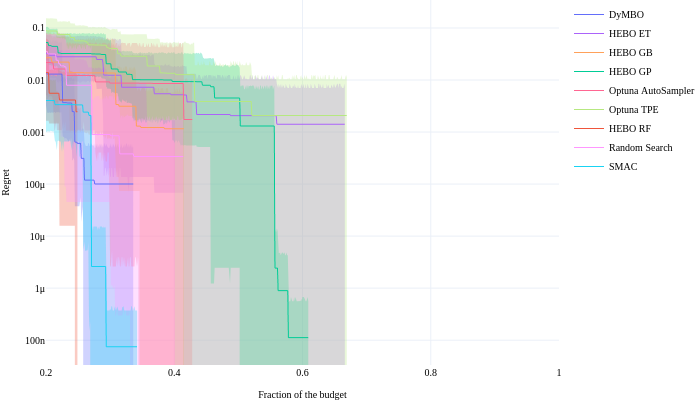 0.1
0.01
0.001
100μ
10μ
1μ
100n
Regret
0.2
0.4
0.6
0.8
1
Fraction of the budget
DyMBO
HEBO ET
HEBO GB
HEBO GP
Optuna AutoSampler
Optuna TPE
HEBO RF
Random Search
SMAC